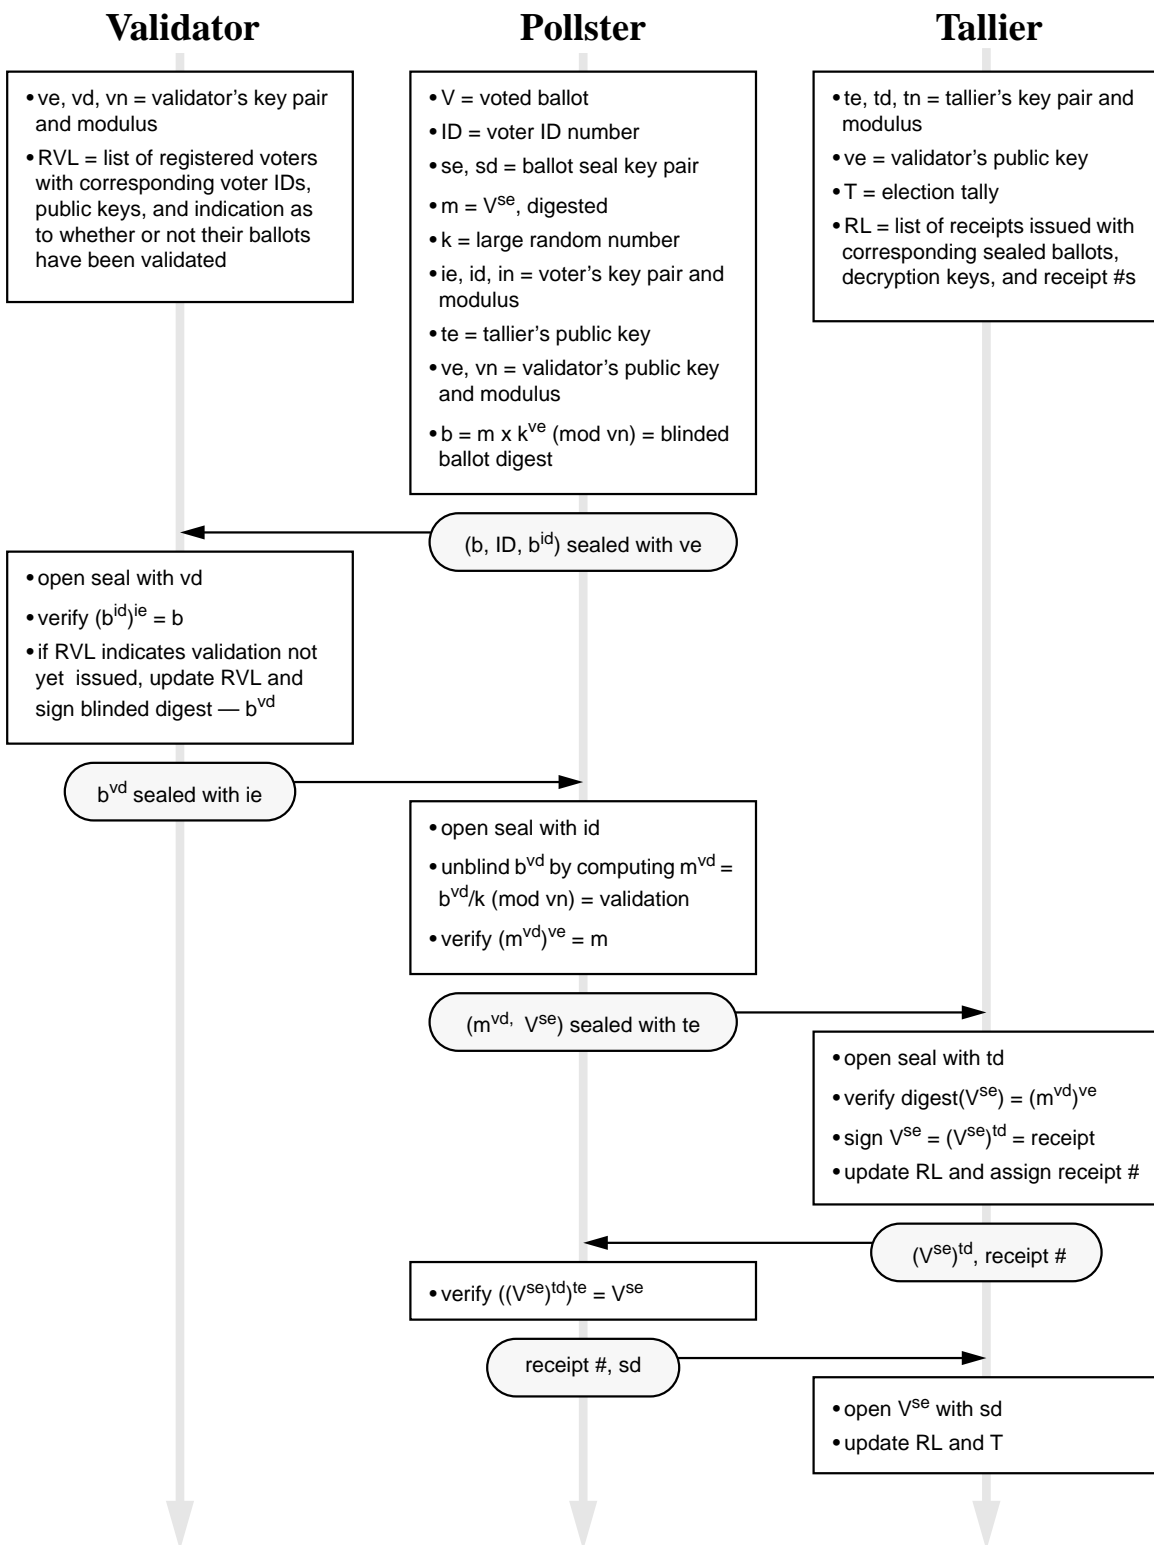 Validator
Pollster
Tallier
• ve, vd, vn = validator’s key pair
and modulus
• RVL = list of registered voters
with corresponding voter IDs,
public keys, and indication as
to whether or not their ballots
have been validated
• V = voted ballot
• ID = voter ID number
• se, sd = ballot seal key pair
• m = V^se, digested
• k = large random number
• ie, id, in = voter’s key pair and
modulus
• te = tallier’s public key
• ve, vn = validator’s public key
and modulus
• b = m x k^ve (mod vn) = blinded
ballot digest
• te, td, tn = tallier’s key pair and
modulus
• ve = validator’s public key
• T = election tally
• RL = list of receipts issued with
corresponding sealed ballots,
decryption keys, and receipt #s
(b, ID, b^id) sealed with ve
• open seal with vd
• verify (b^id)^ie = b
• if RVL indicates validation not
yet issued, update RVL and
sign blinded digest — b^vd
b^vd sealed with ie
• open seal with id
• unblind b^vd by computing m^vd =
b^vd/k (mod vn) = validation
• verify (m^vd)^ve = m
(m^vd, V^se) sealed with te
• open seal with td
• verify digest(V^se) = (m^vd)^ve
• sign V^se = (V^se)^td = receipt
• update RL and assign receipt #
(V^se)^td, receipt #
• verify ((V^se)^td)^te = V^se
receipt #, sd
• open V^se with sd
• update RL and T